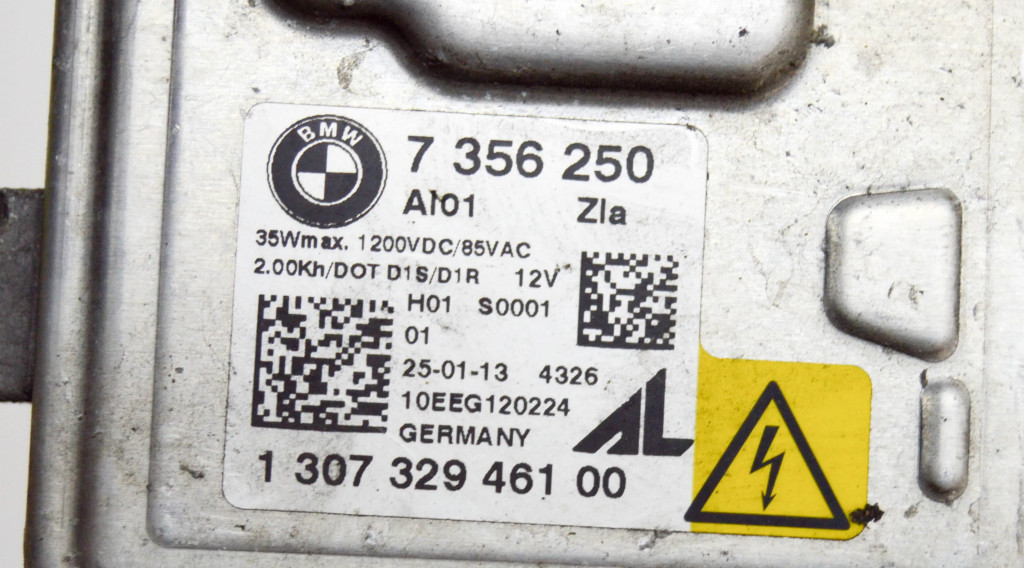 BMW
7 356 250
AI01 ZIa
35Wmax. 1200VDC/85VAC
2.00Kh/DOT D1S/D1R 12V
H01 S0001
01
25-01-13 4326
10EEG120224
GERMANY
AL
1 307 329 461 00